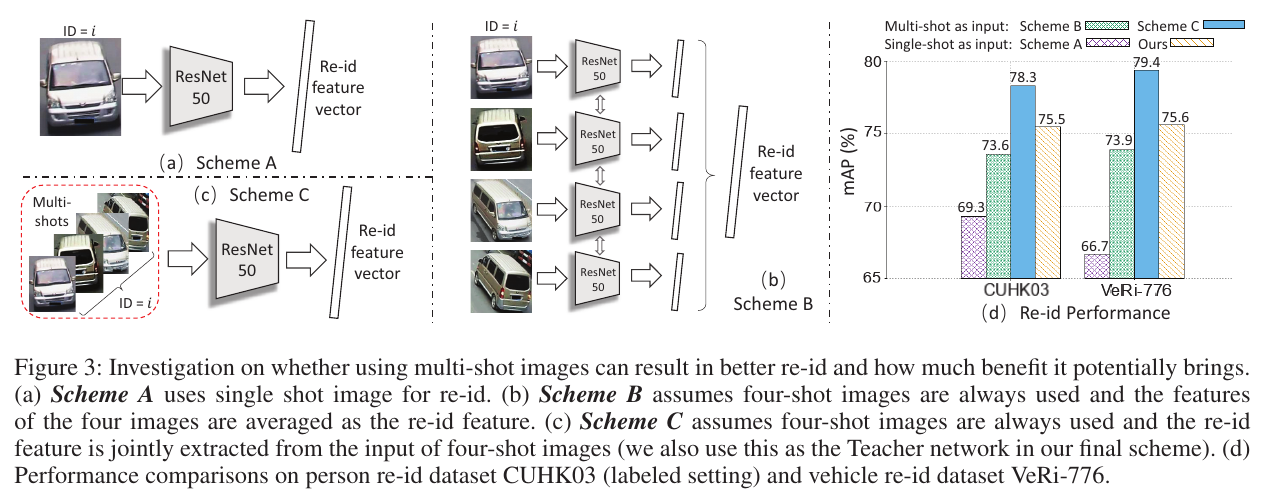 ID = i
ResNet
50
Re-id
feature
vector
(a) Scheme A
(c) Scheme C
Multi-
shots
ID = i
ResNet
50
Re-id
feature
vector
ID = i
ResNet
50
ResNet
50
ResNet
50
ResNet
50
Re-id
feature
vector
(b)
Scheme B
Multi-shot as input: Scheme B Scheme C
Single-shot as input: Scheme A Ours
mAP (%)
80
75
70
65
69.3
73.6
78.3
75.5
66.7
73.9
79.4
75.6
CUHK03 VeRi-776
(d) Re-id Performance
Figure 3: Investigation on whether using multi-shot images can result in better re-id and how much benefit it potentially brings.
(a) Scheme A uses single shot image for re-id. (b) Scheme B assumes four-shot images are always used and the features
of the four images are averaged as the re-id feature. (c) Scheme C assumes four-shot images are always used and the re-id
feature is jointly extracted from the input of four-shot images (we also use this as the Teacher network in our final scheme). (d)
Performance comparisons on person re-id dataset CUHK03 (labeled setting) and vehicle re-id dataset VeRi-776.